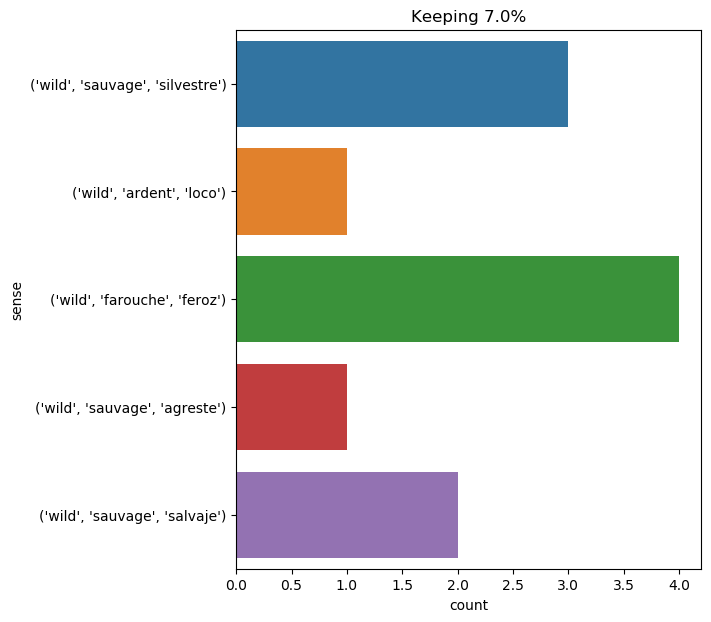 Keeping 7.0%
('wild', 'sauvage', 'silvestre')
('wild', 'ardent', 'loco')
('wild', 'farouche', 'feroz')
('wild', 'sauvage', 'agreste')
('wild', 'sauvage', 'salvaje')
sense
0.0 0.5 1.0 1.5 2.0 2.5 3.0 3.5 4.0
count